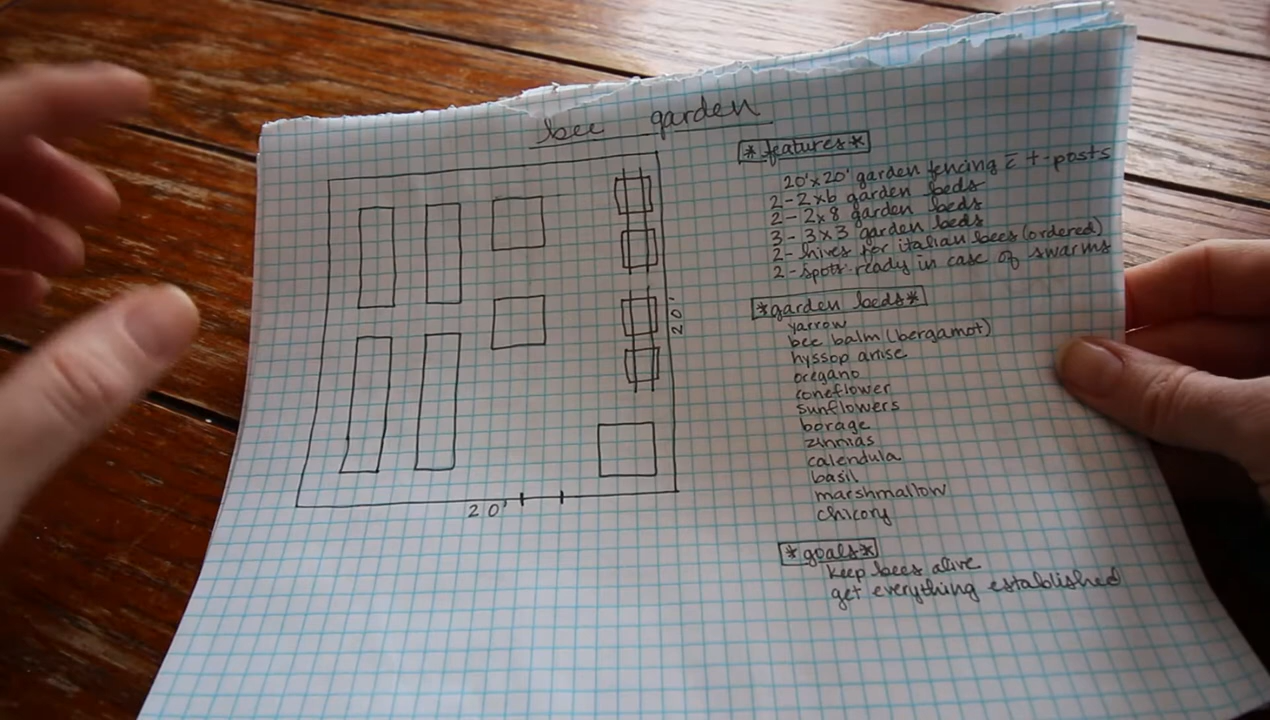 bee garden
*features*
20'x20' garden fencing c̄ t-posts
2-2x6 garden beds
2-2x8 garden beds
3-3x3 garden beds
2-hives for italian bees (ordered)
2-spots ready in case of swarms
*garden beds*
yarrow
bee balm (bergamot)
hyssop anise
oregano
coneflower
sunflowers
borage
zinnias
calendula
basil
marshmallow
chicory
*goals*
keep bees alive
get everything established
20'
20'